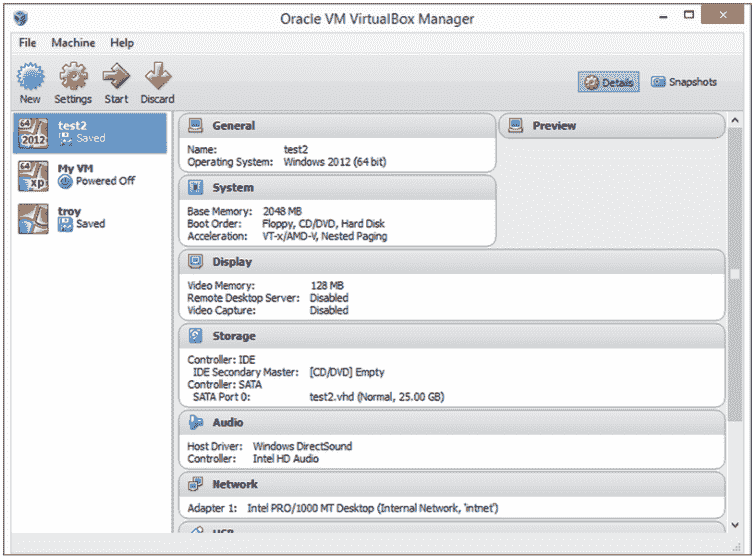 Oracle VM VirtualBox Manager
File Machine Help
New Settings Start Discard
Details Snapshots
64
2012
test2
Saved
64
xp
My VM
Powered Off
troy
Saved
General
Name: test2
Operating System: Windows 2012 (64 bit)
Preview
System
Base Memory: 2048 MB
Boot Order: Floppy, CD/DVD, Hard Disk
Acceleration: VT-x/AMD-V, Nested Paging
Display
Video Memory: 128 MB
Remote Desktop Server: Disabled
Video Capture: Disabled
Storage
Controller: IDE
IDE Secondary Master: [CD/DVD] Empty
Controller: SATA
SATA Port 0: test2.vhd (Normal, 25.00 GB)
Audio
Host Driver: Windows DirectSound
Controller: Intel HD Audio
Network
Adapter 1: Intel PRO/1000 MT Desktop (Internal Network, 'intnet')